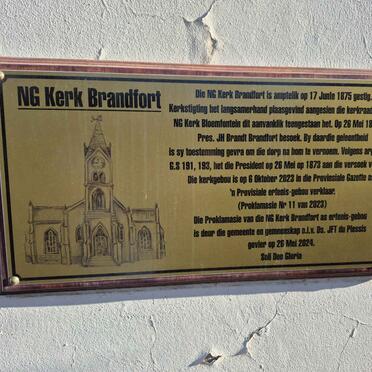 NG Kerk Brandfort
Die NG Kerk Brandfort is amptelik op 17 Junie 1875 gestig.
Kerkstigting het langsamerhand plaasgevind aangesien die kerkraad
NG Kerk Bloemfontein dit aanvanklik teengestaan het. Op 26 Mei
Pres. JH Brandt Brandfort besoek. By daardie geleentheid
is sy toestemming gevra om die dorp na hom te vernoem. Volgens
G.S 191, 193, het die President op 26 Mei op 1873 aan die versoek
Die kerkgebou is op 6 Oktober 2023 in die Provinsiale Gazette
'n Provisiale erfenis-gebou verklaar.
(Proklamasie Nr 11 van 2023)
Die Proklamasie van die NG Kerk Brandfort as erfenis-gebou
is deur die gemeente en gemeenskap o.l.v. Ds. JFT du Plessis
gevier op 26 Mei 2024.
Soli Deo Gloria